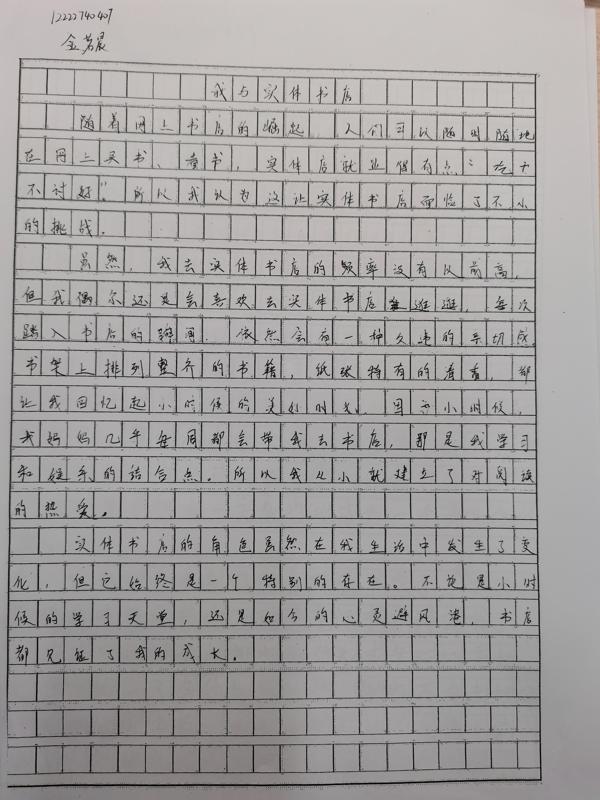 12222740407
金茗晨
我与实体书店
随着网上书店的崛起 人们可以随时随地
在网上买书、看书, 实体店就显得有点"吃力
不讨好"。所以我认为这让实体书店面临了不小
的挑战.
虽然, 我去实体书店的频率没有以前高,
但我偶尔还是会喜欢去实体书店逛逛, 每次
踏入书店的瞬间, 依然会有一种久违的亲切感.
书架上排列整齐的书籍, 纸张特有的清香, 都
让我回忆起小时候的美好时光. 因为小时候,
我妈妈几乎每周都会带我去书店, 那是我学习
和娱乐的结合点。所以我从小就建立了对阅读
的热爱。
实体书店的角色虽然在我生活中发生了变
化, 但它始终是一个特别的存在。不论是小时
候的学习天堂, 还是如今的心灵避风港, 书店
都见证了我的成长。